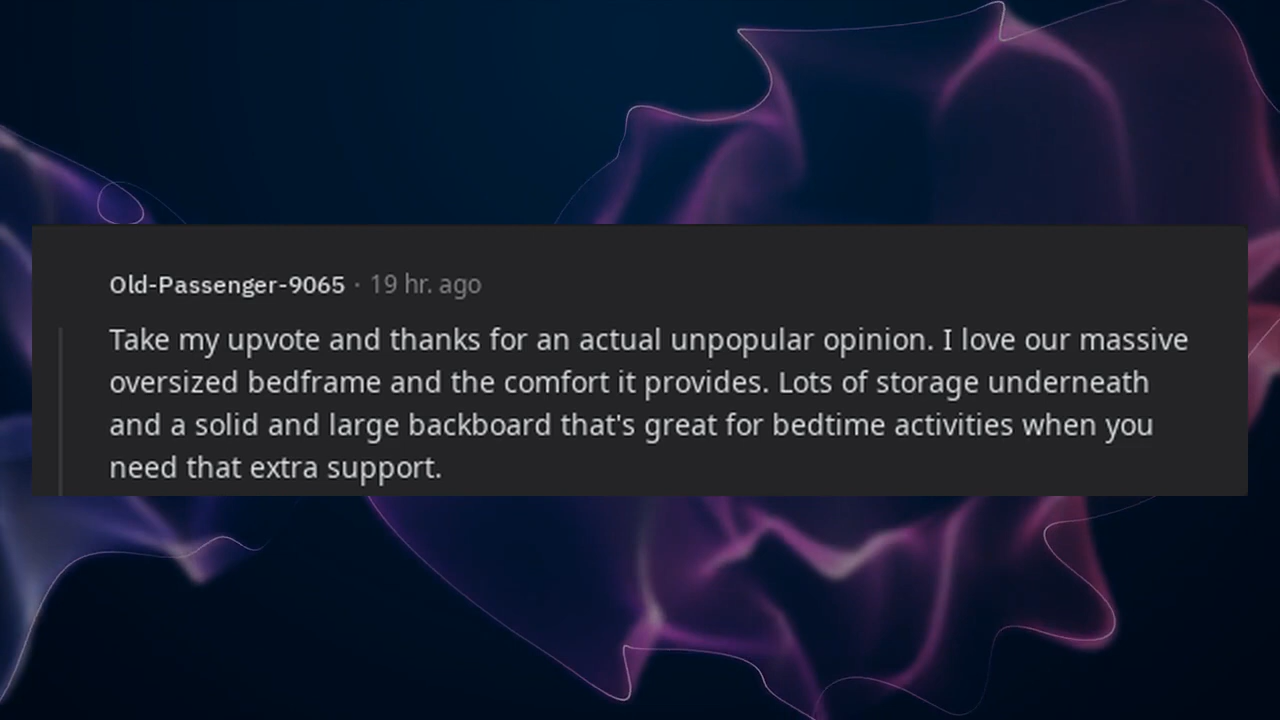 Old-Passenger-9065 · 19 hr. ago
Take my upvote and thanks for an actual unpopular opinion. I love our massive
oversized bedframe and the comfort it provides. Lots of storage underneath
and a solid and large backboard that's great for bedtime activities when you
need that extra support.